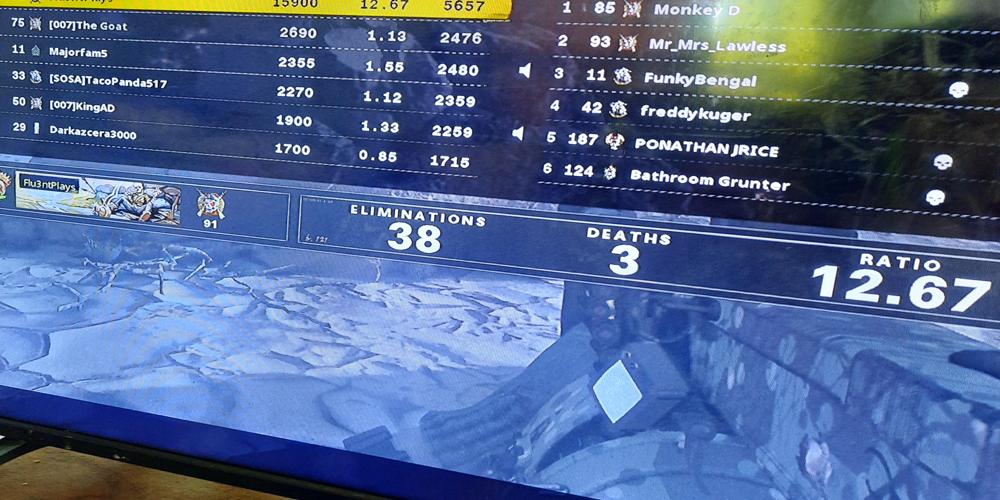 15900 12.67 5657
75 [007]The Goat 2690 1.13 2476
11 Majorfam5 2355 1.55 2480
33 [SOSA]TacoPanda517 2270 1.12 2359
50 [007]KingAD 1900 1.33 2259
29 Darkazcera3000 1700 0.85 1715
1 85 Monkey D
2 93 Mr_Mrs_Lawless
3 11 FunkyBengal
4 42 freddykuger
5 187 PONATHAN JRICE
6 124 Bathroom Grunter
Flu3ntPlays
91
ELIMINATIONS
38
DEATHS
3
RATIO
12.67